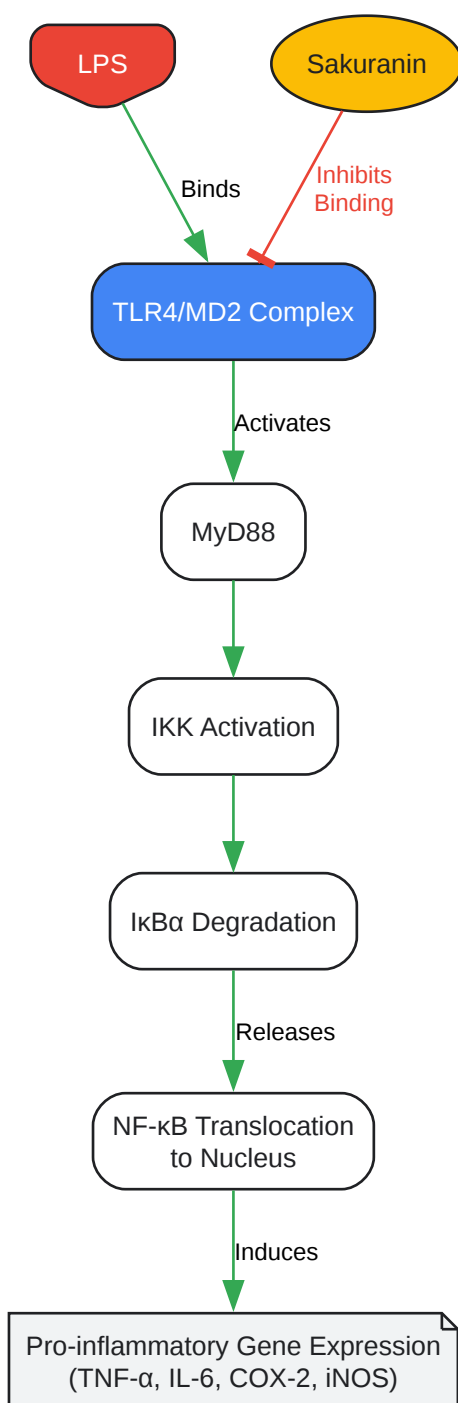 LPS
Sakuranin
Binds
Inhibits
Binding
TLR4/MD2 Complex
Activates
MyD88
IKK Activation
IκBα Degradation
Releases
NF-κB Translocation
to Nucleus
Induces
Pro-inflammatory Gene Expression
(TNF-α, IL-6, COX-2, iNOS)